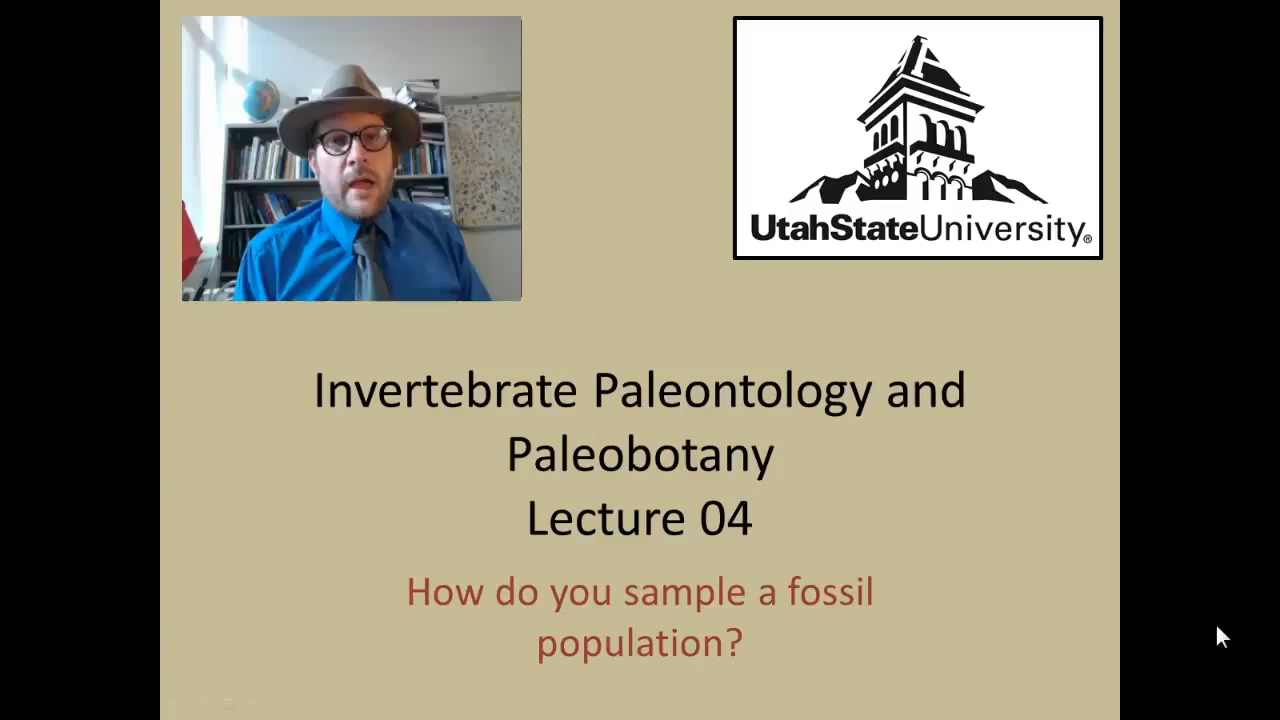 UtahStateUniversity®
Invertebrate Paleontology and
Paleobotany
Lecture 04
How do you sample a fossil
population?